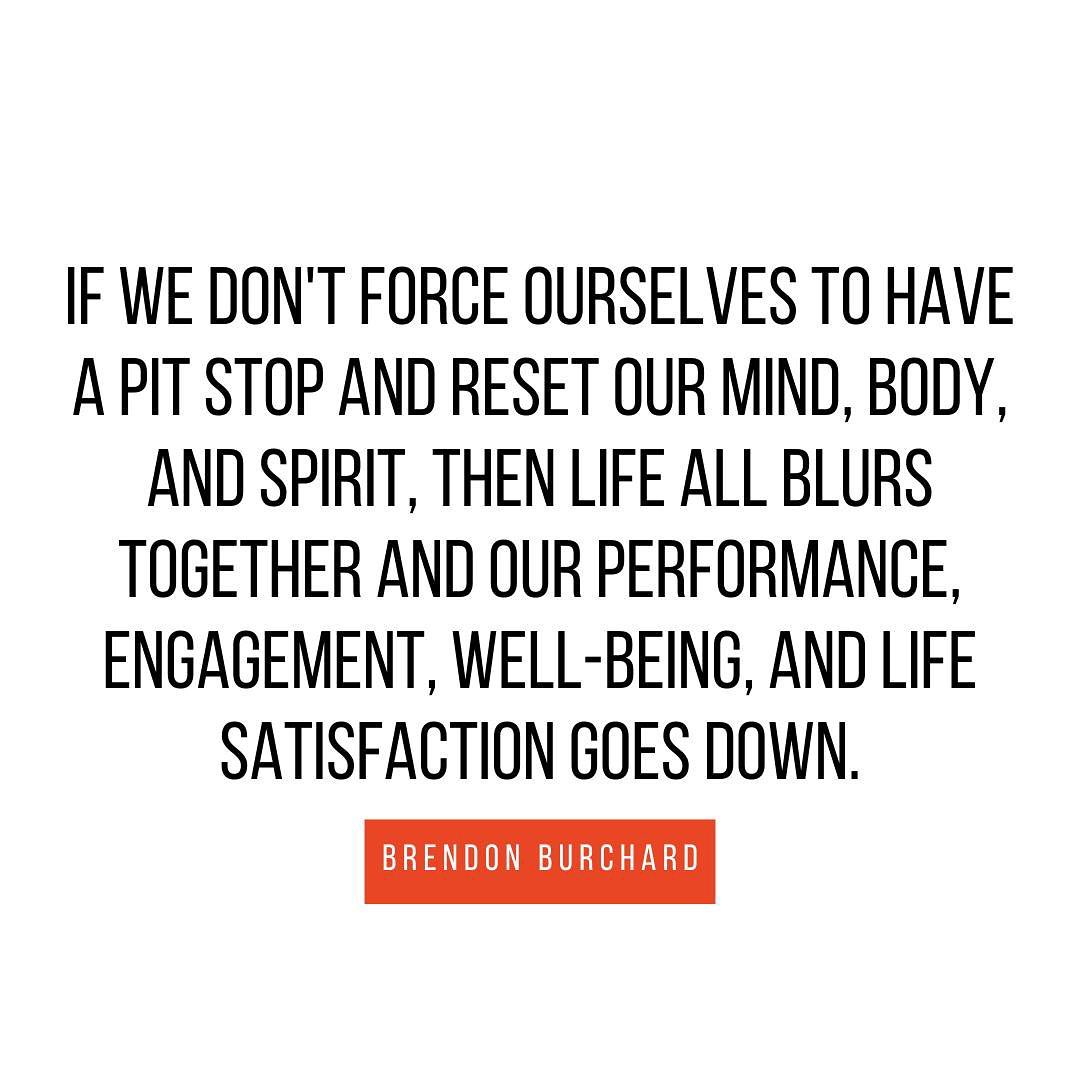 IF WE DON'T FORCE OURSELVES TO HAVE
A PIT STOP AND RESET OUR MIND, BODY,
AND SPIRIT, THEN LIFE ALL BLURS
TOGETHER AND OUR PERFORMANCE,
ENGAGEMENT, WELL-BEING, AND LIFE
SATISFACTION GOES DOWN.
BRENDON BURCHARD